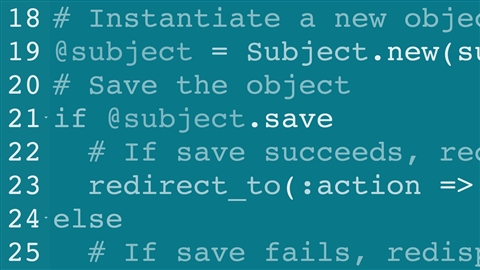 18 # Instantiate a new objec
19 @subject = Subject.new(su
20 # Save the object
21 if @subject.save
22 # If save succeeds, red
23 redirect_to(:action =>
24 else
25 # If save fails, redisp